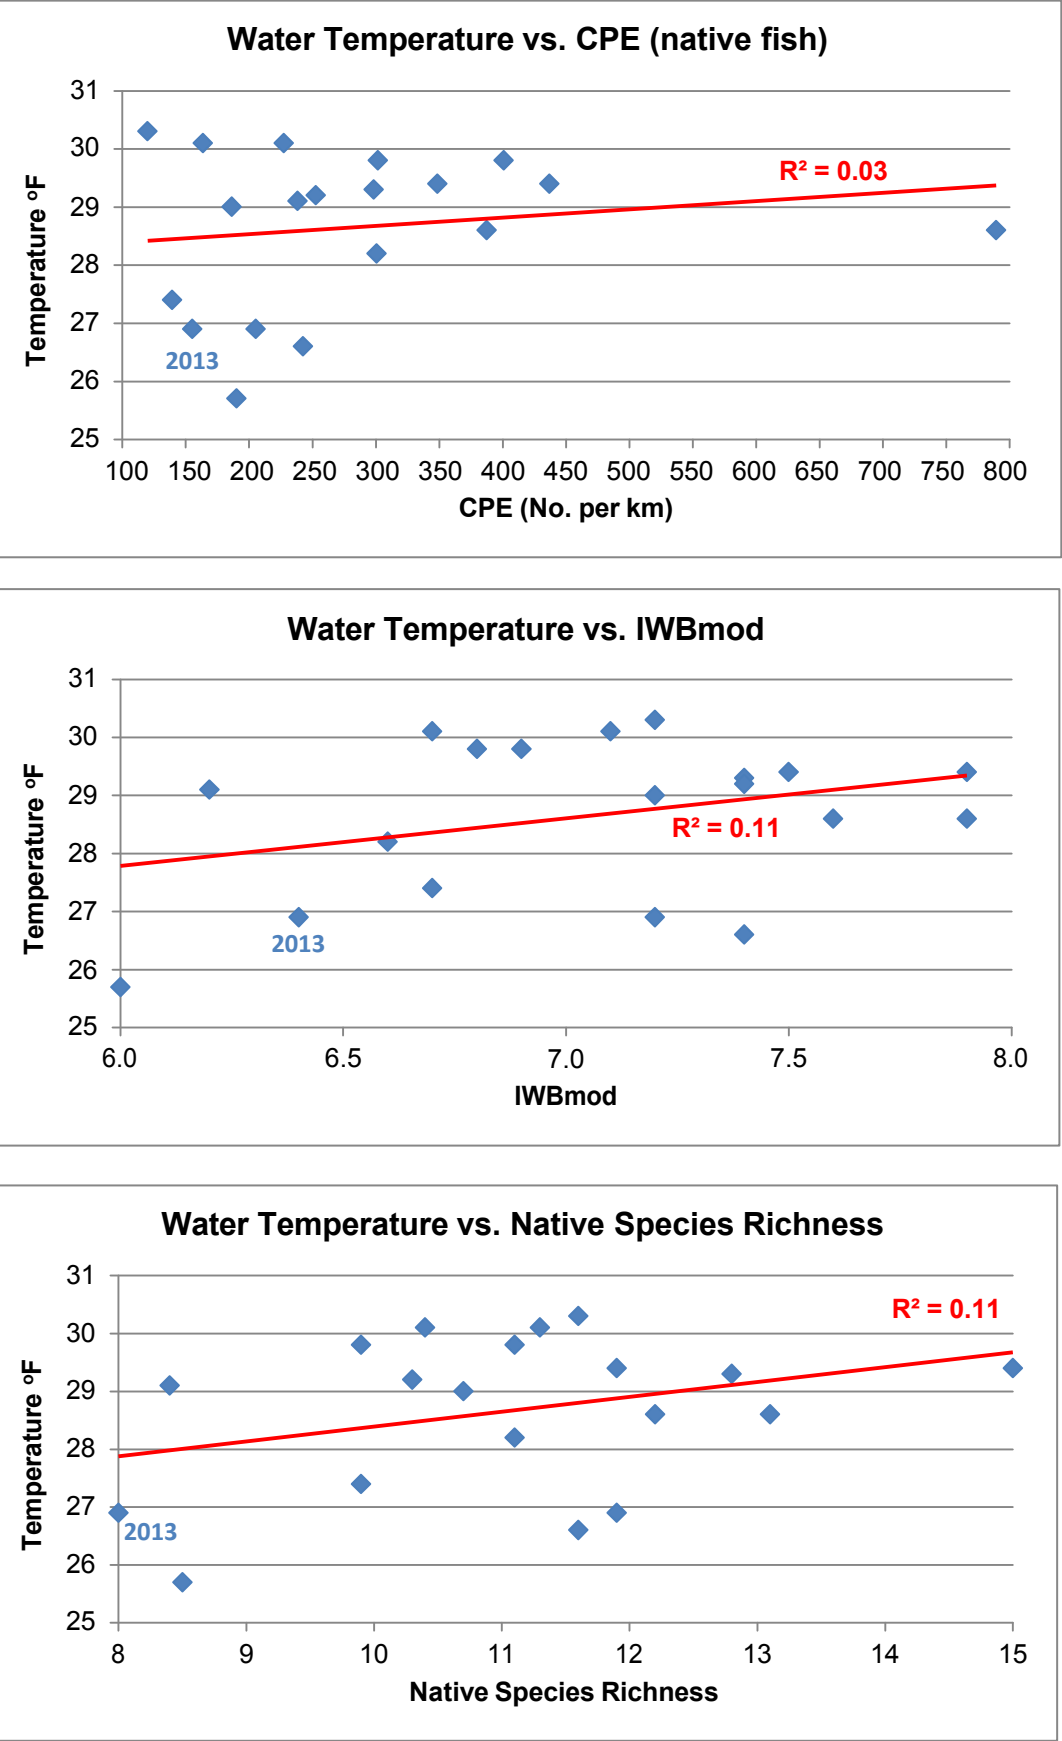 Water Temperature vs. CPE (native fish)
31
30
29
28
27
26
25
Temperature ºF
R² = 0.03
2013
100 150 200 250 300 350 400 450 500 550 600 650 700 750 800
CPE (No. per km)
Water Temperature vs. IWBmod
31
30
29
28
27
26
25
Temperature ºF
R² = 0.11
2013
6.0 6.5 7.0 7.5 8.0
IWBmod
Water Temperature vs. Native Species Richness
31
30
29
28
27
26
25
Temperature ºF
R² = 0.11
2013
8 9 10 11 12 13 14 15
Native Species Richness